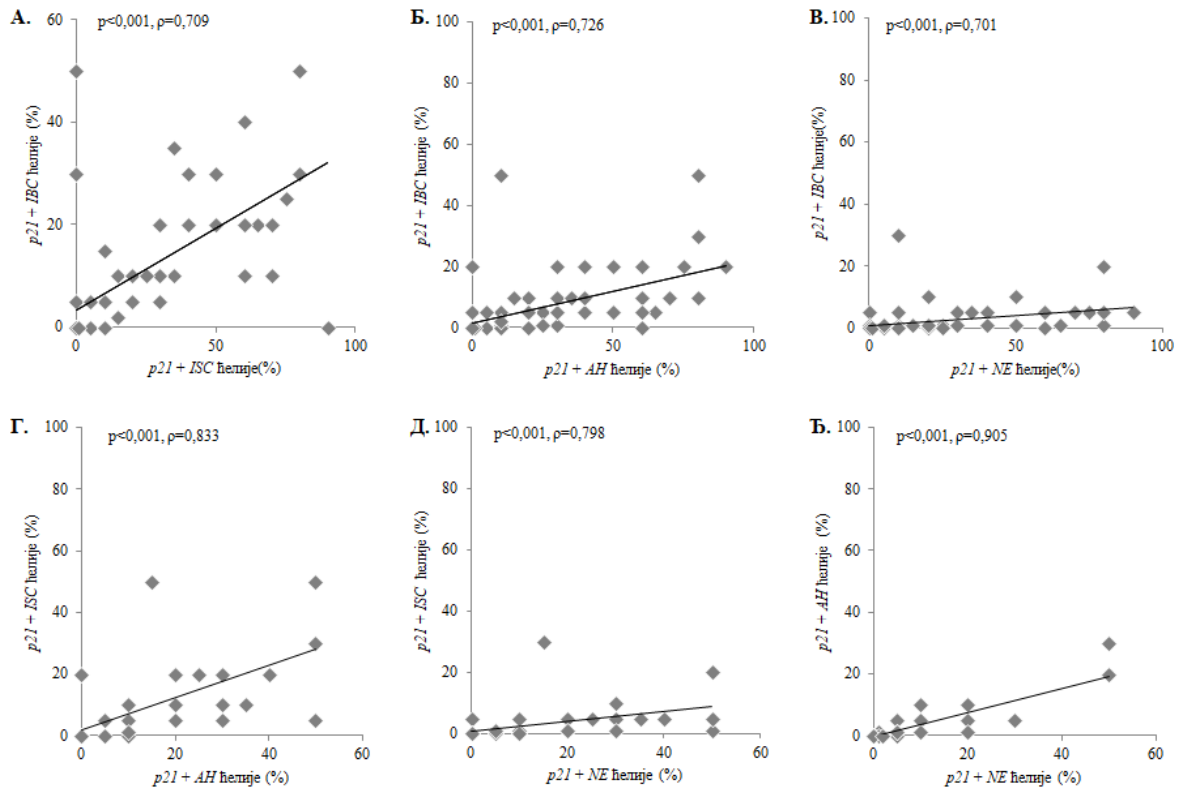 А.
p<0,001, ρ=0,709
60
40
20
0
0
50
100
p21 + IBC ћелије (%)
p21 + ISC ћелије(%)
Б.
p<0,001, ρ=0,726
100
80
60
40
20
0
0
50
100
p21 + IBC ћелије (%)
p21 + AH ћелије (%)
В.
p<0,001, ρ=0,701
100
80
60
40
20
0
0
50
100
p21 + IBC ћелије(%)
p21 + NE ћелије(%)
Г.
p<0,001, ρ=0,833
100
80
60
40
20
0
0
20
40
60
p21 + ISC ћелије (%)
p21 + AH ћелије (%)
Д.
p<0,001, ρ=0,798
100
80
60
40
20
0
0
20
40
60
p21 + ISC ћелије (%)
p21 + NE ћелије (%)
Ђ.
p<0,001, ρ=0,905
100
80
60
40
20
0
0
20
40
60
p21 + AH ћелије (%)
p21 + NE ћелије (%)